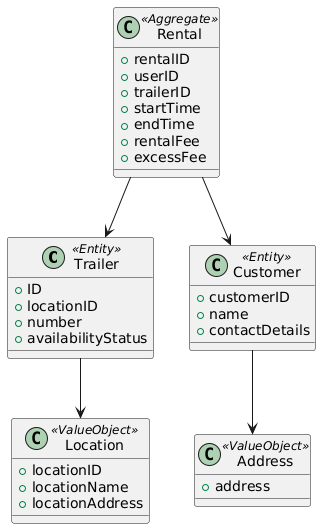 C «Aggregate»
Rental
rentalID
userID
trailerID
startTime
endTime
rentalFee
excessFee
C «Entity»
Trailer
ID
locationID
number
availabilityStatus
C «Entity»
Customer
customerID
name
contactDetails
C «ValueObject»
Location
locationID
locationName
locationAddress
C «ValueObject»
Address
address